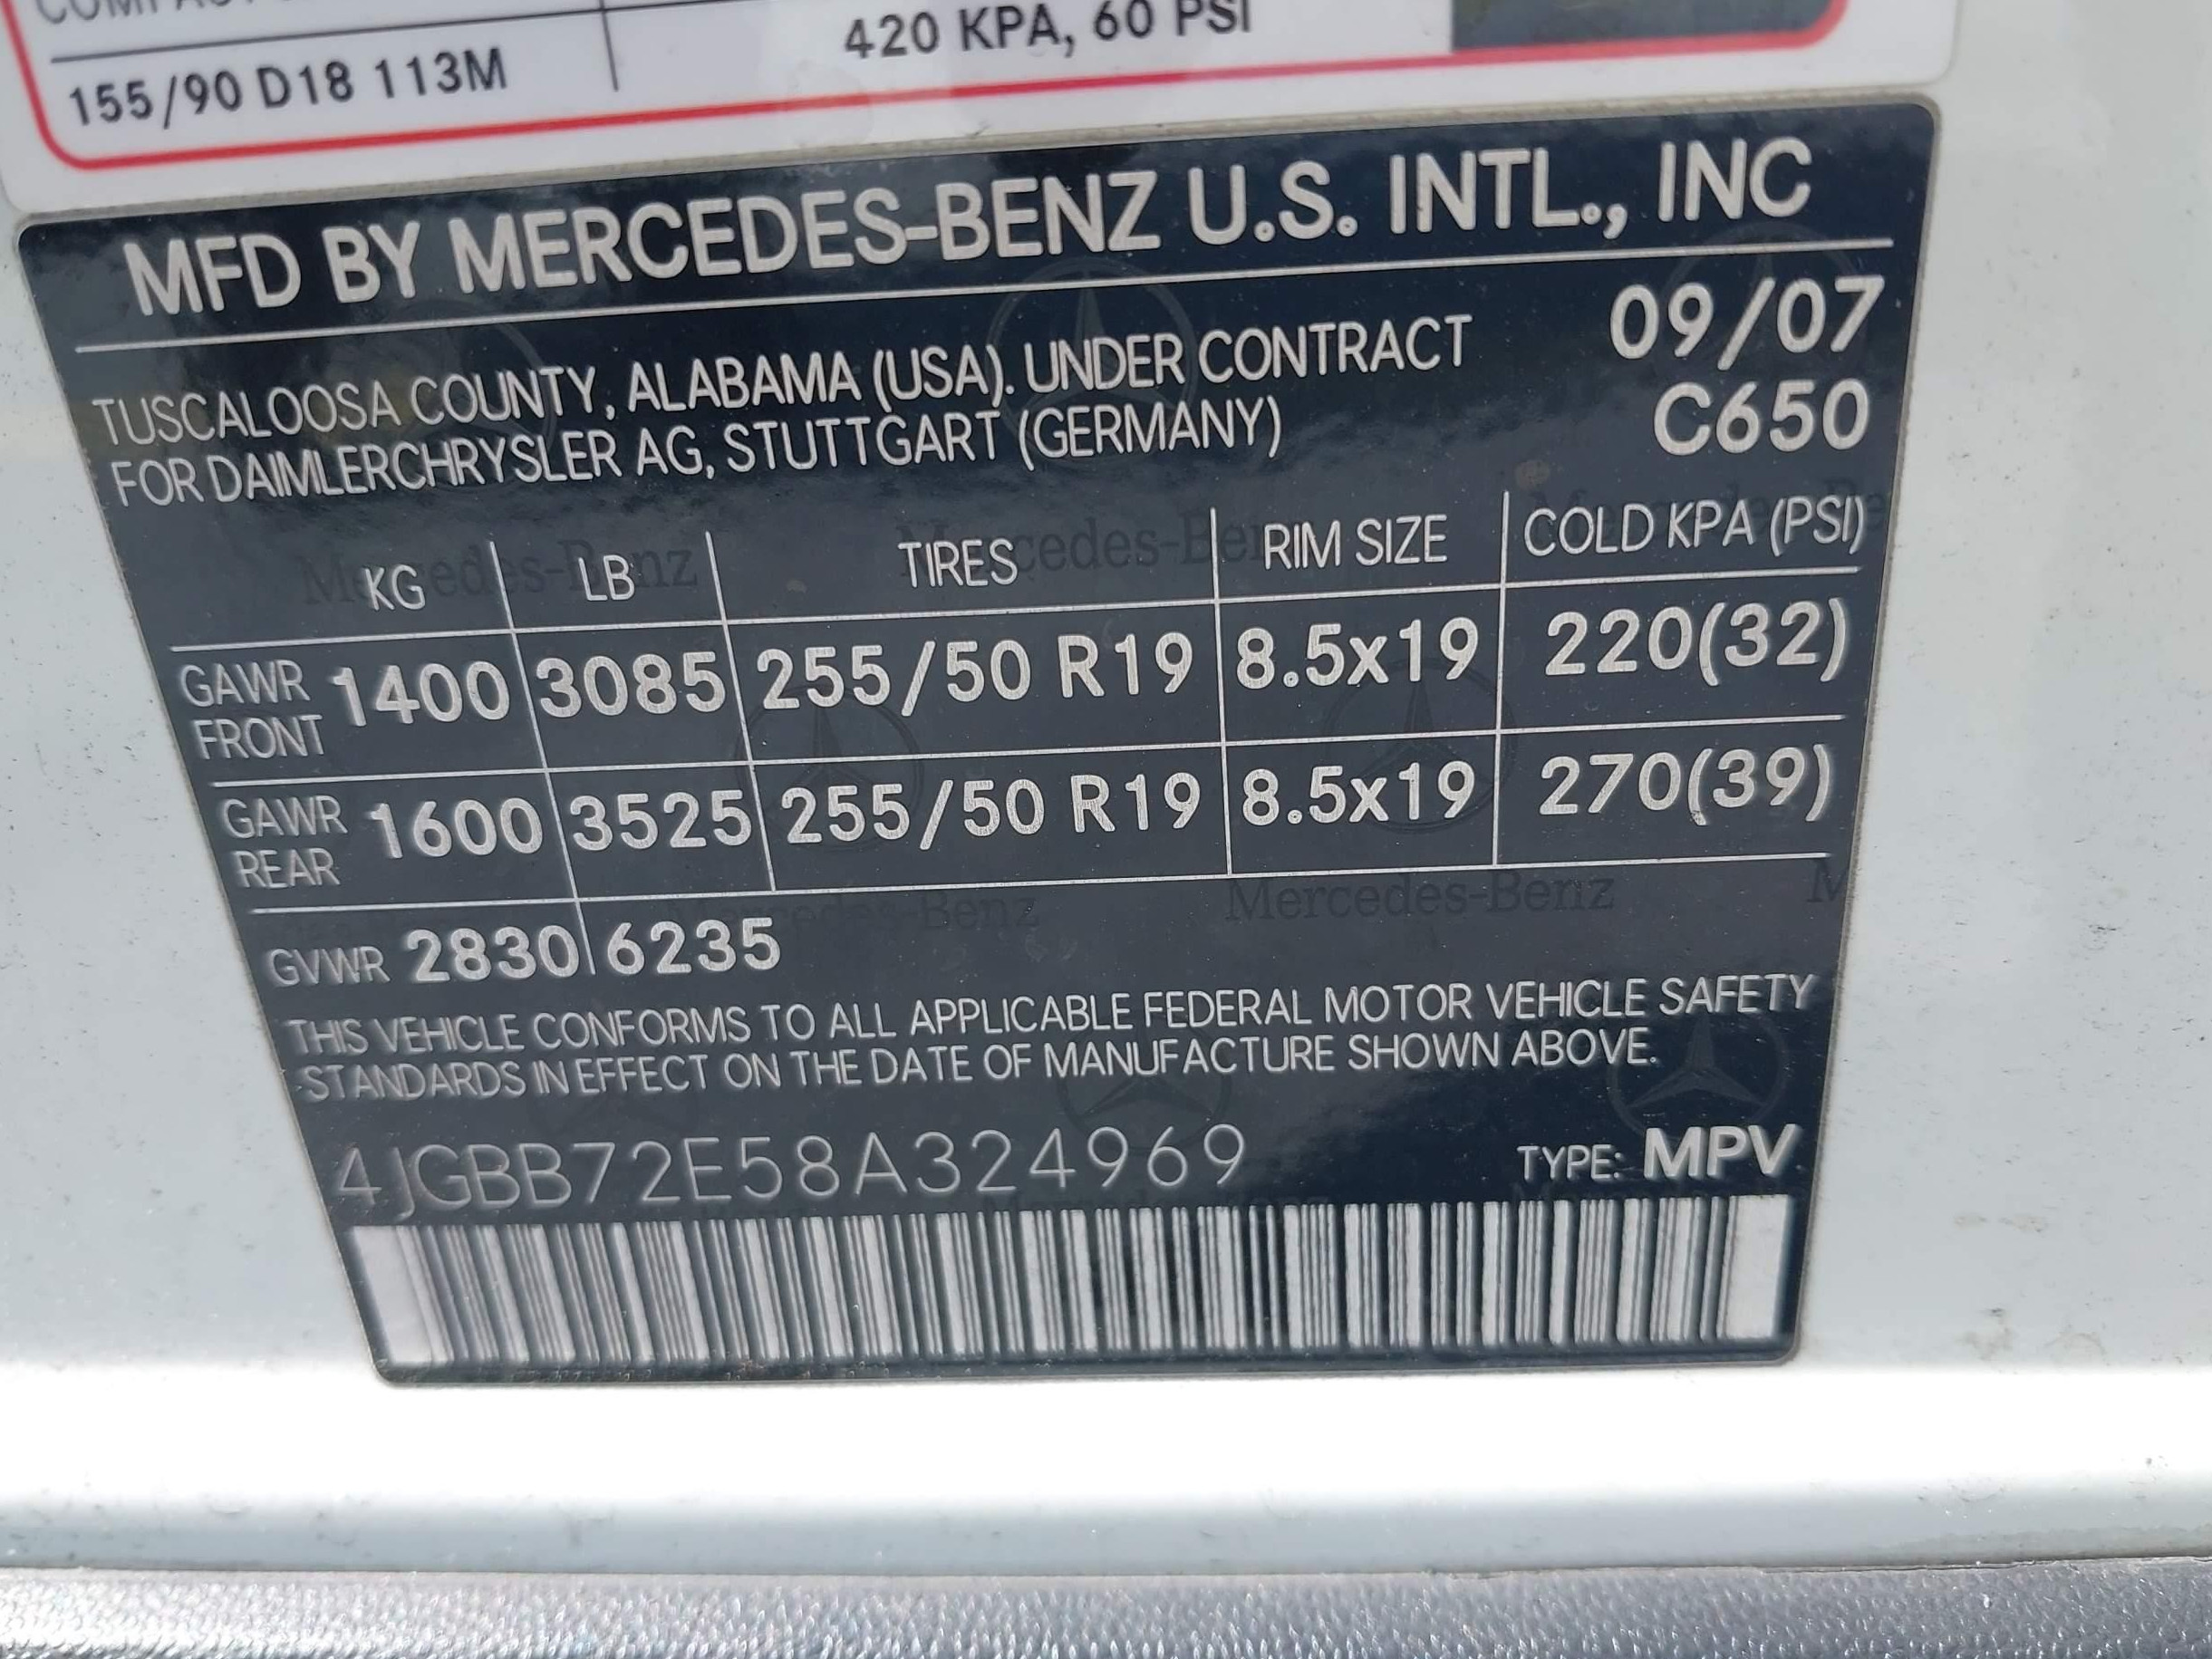 155/90 D18 113M
420 KPA, 60 PSI
MFD BY MERCEDES-BENZ U.S. INTL., INC
09/07
TUSCALOOSA COUNTY, ALABAMA (USA). UNDER CONTRACT
FOR DAIMLERCHRYSLER AG, STUTTGART (GERMANY)
C650
KG LB TIRES RIM SIZE COLD KPA (PSI)
GAWR FRONT 1400 3085 255/50 R19 8.5x19 220(32)
GAWR REAR 1600 3525 255/50 R19 8.5x19 270(39)
GVWR 2830 6235
THIS VEHICLE CONFORMS TO ALL APPLICABLE FEDERAL MOTOR VEHICLE SAFETY
STANDARDS IN EFFECT ON THE DATE OF MANUFACTURE SHOWN ABOVE.
4JGBB72E58A324969 TYPE: MPV